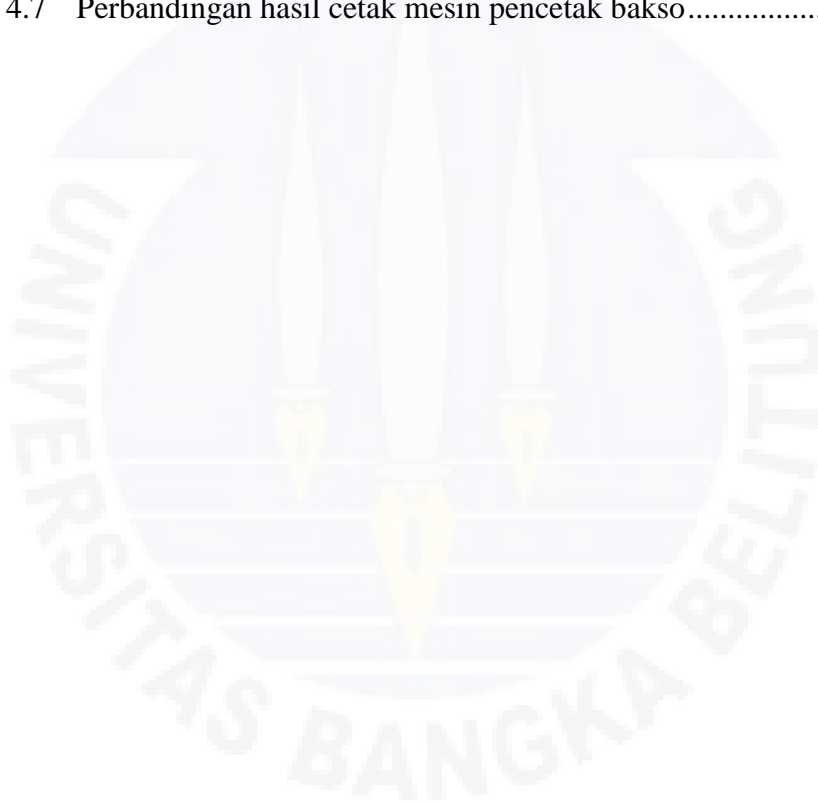 4.7 Perbandingan hasil cetak mesin pencetak bakso................
UNIVERSITAS BANGKA BELITUNG